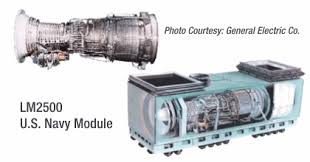 Photo Courtesy: General Electric Co.
LM2500
U.S. Navy Module